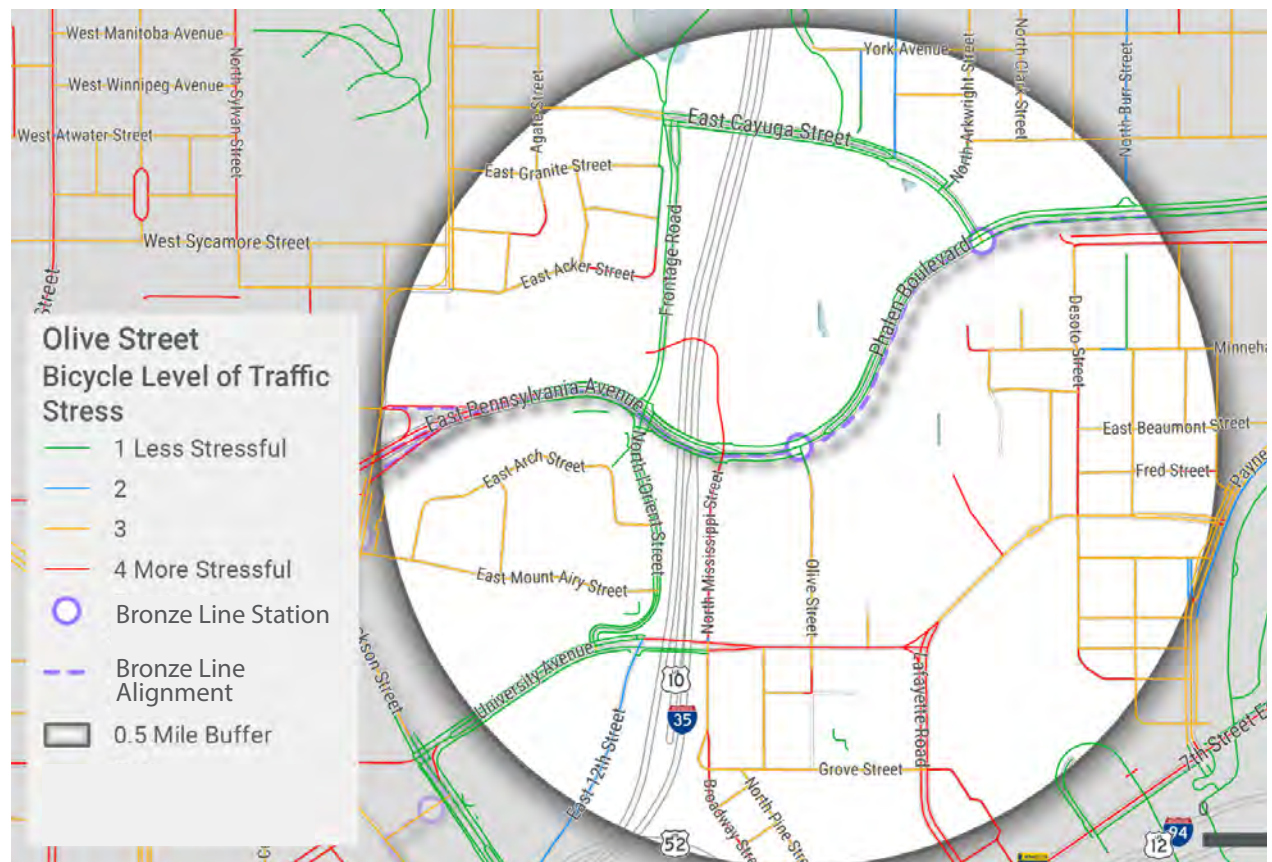 West Manitoba Avenue
West Winnipeg Avenue
West Atwater Street
North Sylvan Street
West Sycamore Street
Street
Agate Street
East Granite Street
East Acker Street
Frontage Road
East Cayuga Street
York Avenue
North Arkwright Street
North Clark Street
North Burr Street
Phalen Boulevard
Desoto Street
Minneha
East Beaumont Street
Fred Street
Payne
East Pennsylvania Avenue
East Arch Street
North L'Orient Street
East Mount Airy Street
North Mississippi Street
Olive Street
University Avenue
kson Street
East 12th Street
Lafayette Road
Grove Street
Broadway Street
North Pine Stre
7th Street E
10
35
52
12
94
0
Olive Street
Bicycle Level of Traffic
Stress
1 Less Stressful
2
3
4 More Stressful
Bronze Line Station
Bronze Line
Alignment
0.5 Mile Buffer